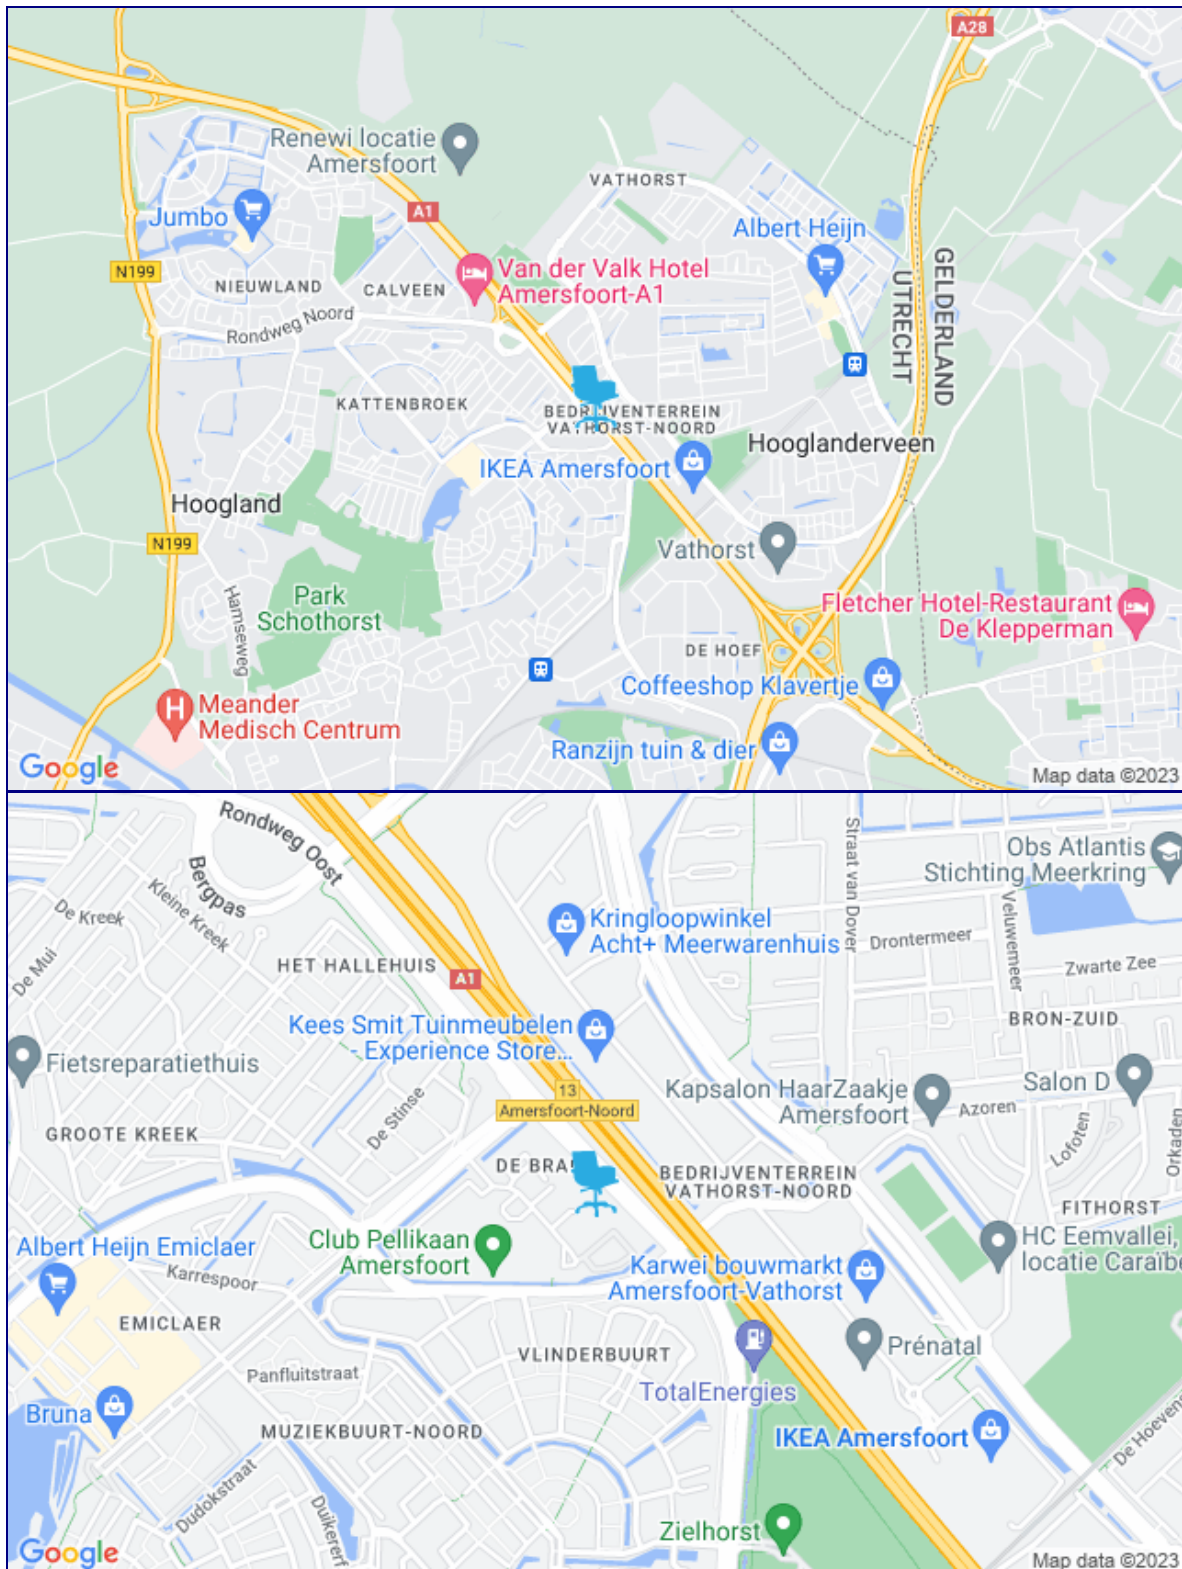 A28
Renewi locatie
Amersfoort
VATHORST
Jumbo
A1
Albert Heijn
GELDERLAND
UTRECHT
N199
Van der Valk Hotel
Amersfoort-A1
NIEUWLAND
CALVEEN
Rondweg Noord
KATTENBROEK
BEDRIJVENTERREIN
VATHORST-NOORD
Hooglanderveen
IKEA Amersfoort
Hoogland
N199
Vathorst
Hamseweg
Park
Schothorst
Fletcher Hotel-Restaurant
De Klepperman
DE HOEF
Coffeeshop Klavertje
Meander
Medisch Centrum
Ranzijn tuin & dier
Google
Map data ©2023
Rondweg Oost
Bergpas
Kleine Kreek
De Kreek
De Mui
Straat van Dover
Obs Atlantis
Stichting Meerkring
Veluwemeer
Kringloopwinkel
Acht+ Meerwarenhuis
Drontermeer
Zwarte Zee
HET HALLEHUIS
A1
BRON-ZUID
Kees Smit Tuinmeubelen
- Experience Store...
Fietsreparatiethuis
Kapsalon HaarZaakje
Amersfoort
Salon D
13
Amersfoort-Noord
De Stinse
Azoren
Lofoten
Orkaden
GROOTE KREEK
DE BRA
BEDRIJVENTERREIN
VATHORST-NOORD
FITHORST
Club Pellikaan
Amersfoort
HC Eemvallei,
locatie Caraïbe
Albert Heijn Emiclaer
Karrespoor
Karwei bouwmarkt
Amersfoort-Vathorst
EMICLAER
Prénatal
VLINDERBUURT
Panfluitstraat
TotalEnergies
Bruna
MUZIEKBUURT-NOORD
IKEA Amersfoort
De Hoevens
Dudokstraat
Duikererf
Zielhorst
Google
Map data ©2023